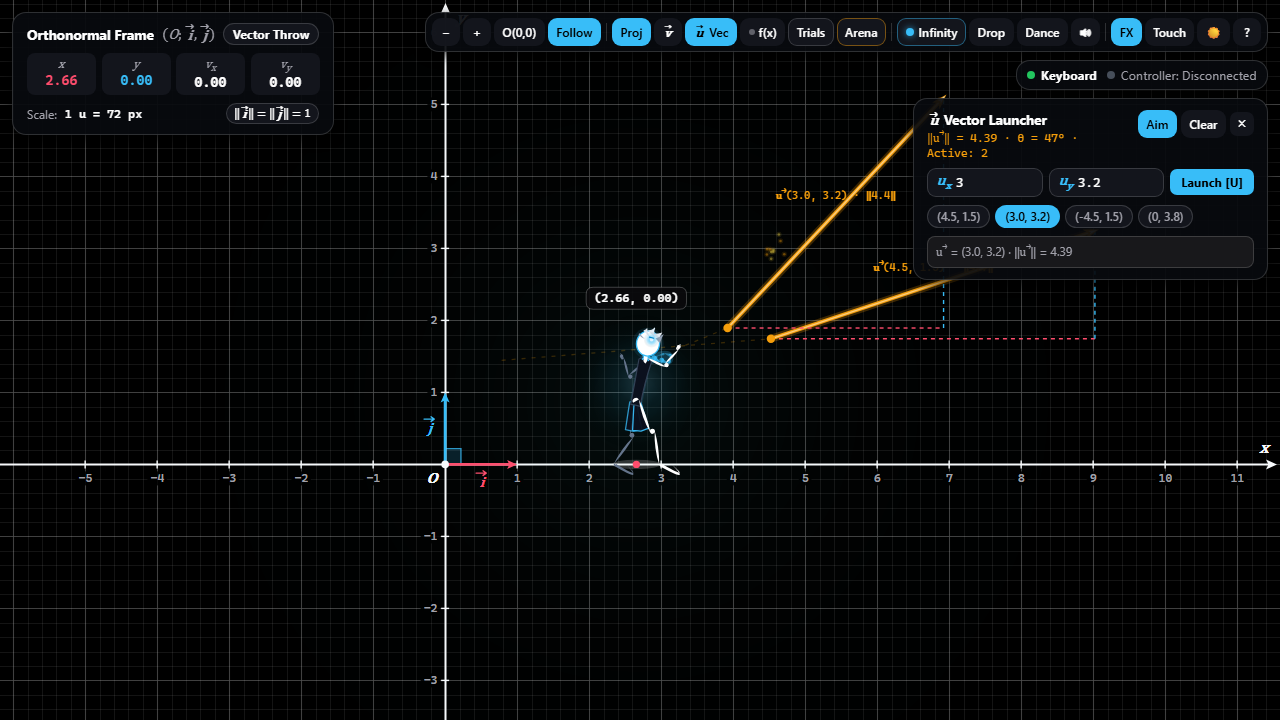 Orthonormal Frame (O; i⃗, j⃗) Vector Throw
x y vₓ v_y
2.66 0.00 0.00 0.00
Scale: 1 u = 72 px ‖i⃗‖ = ‖j⃗‖ = 1
− + O(0,0) Follow Proj v⃗ u⃗ Vec f(x) Trials Arena Infinity Drop Dance FX Touch ?
Keyboard Controller: Disconnected
u⃗ Vector Launcher Aim Clear ✕
‖u⃗‖ = 4.39 · θ = 47° ·
Active: 2
uₓ 3 u_y 3.2 Launch [U]
(4.5, 1.5) (3.0, 3.2) (-4.5, 1.5) (0, 3.8)
u⃗ = (3.0, 3.2) · ‖u⃗‖ = 4.39
5
4
u⃗(3.0, 3.2) · ‖4.4‖
3
u⃗(4.5,
(2.66, 0.00)
2
1
j⃗
x
O
i⃗
−5 −4 −3 −2 −1 1 2 3 4 5 6 7 8 9 10 11
−1
−2
−3